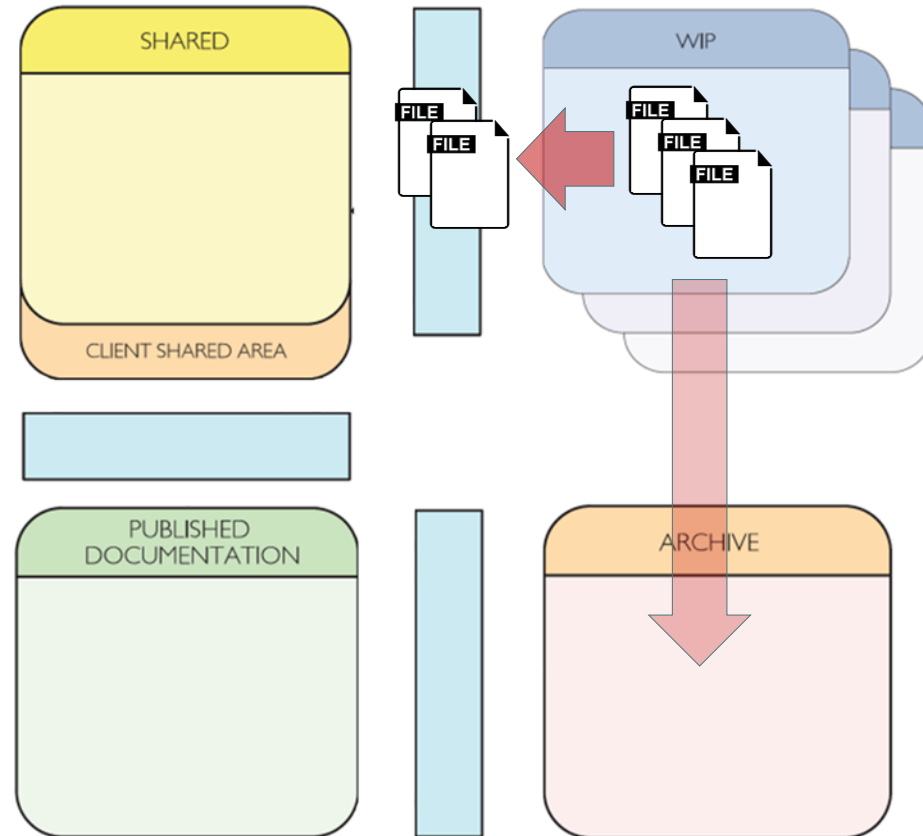 SHARED
WIP
FILE
FILE
FILE
FILE
FILE
CLIENT SHARED AREA
PUBLISHED
DOCUMENTATION
ARCHIVE